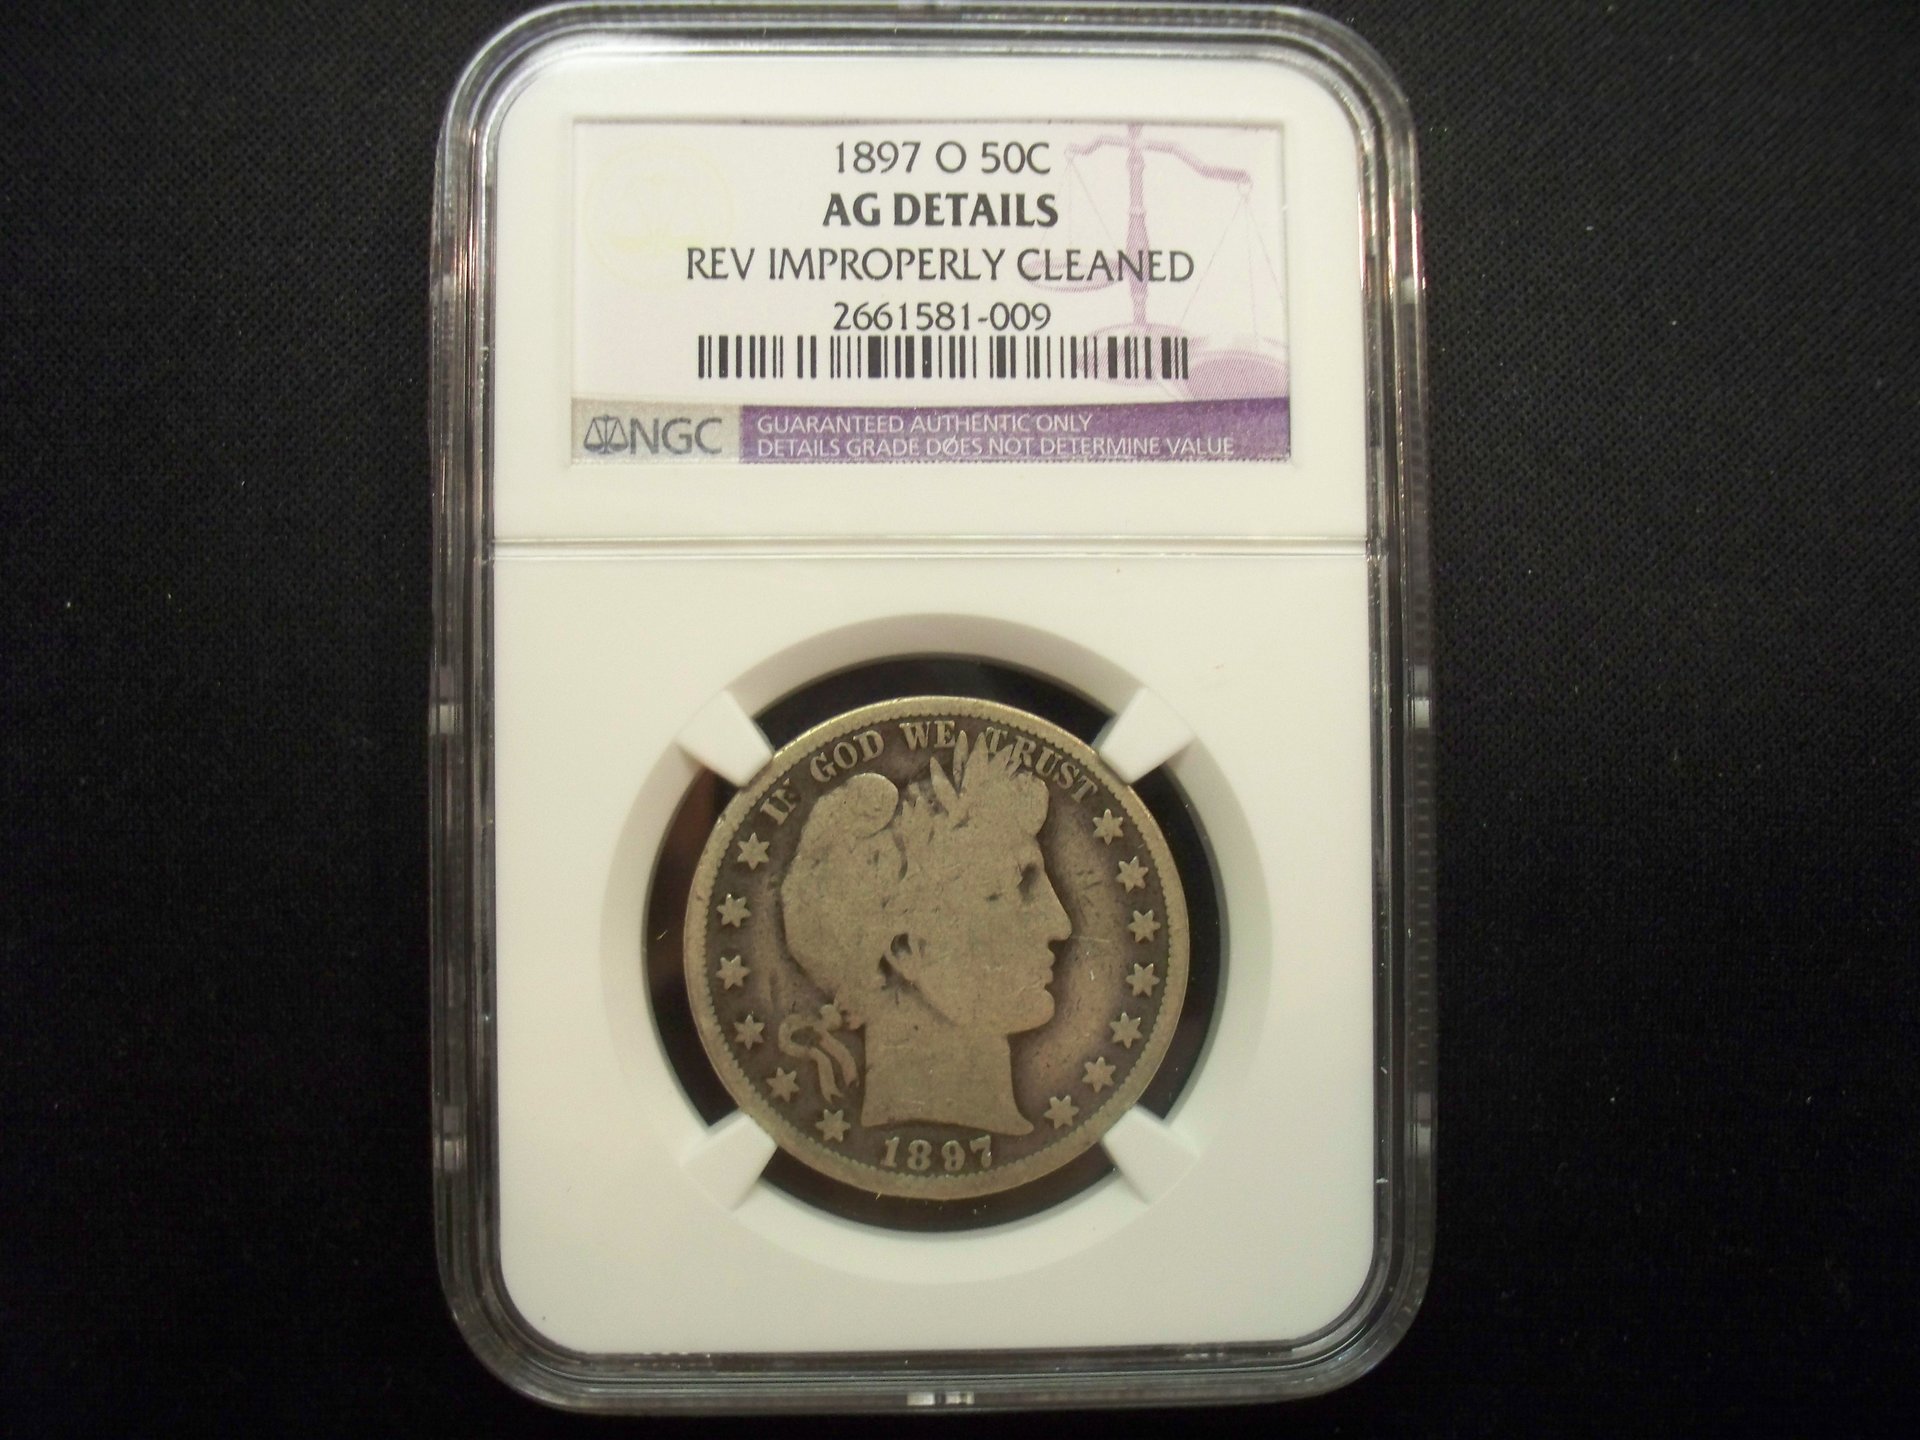 1897 O 50C
AG DETAILS
REV IMPROPERLY CLEANED
2661581-009
NGC
GUARANTEED AUTHENTIC ONLY
DETAILS GRADE DOES NOT DETERMINE VALUE
IN GOD WE TRUST
1897